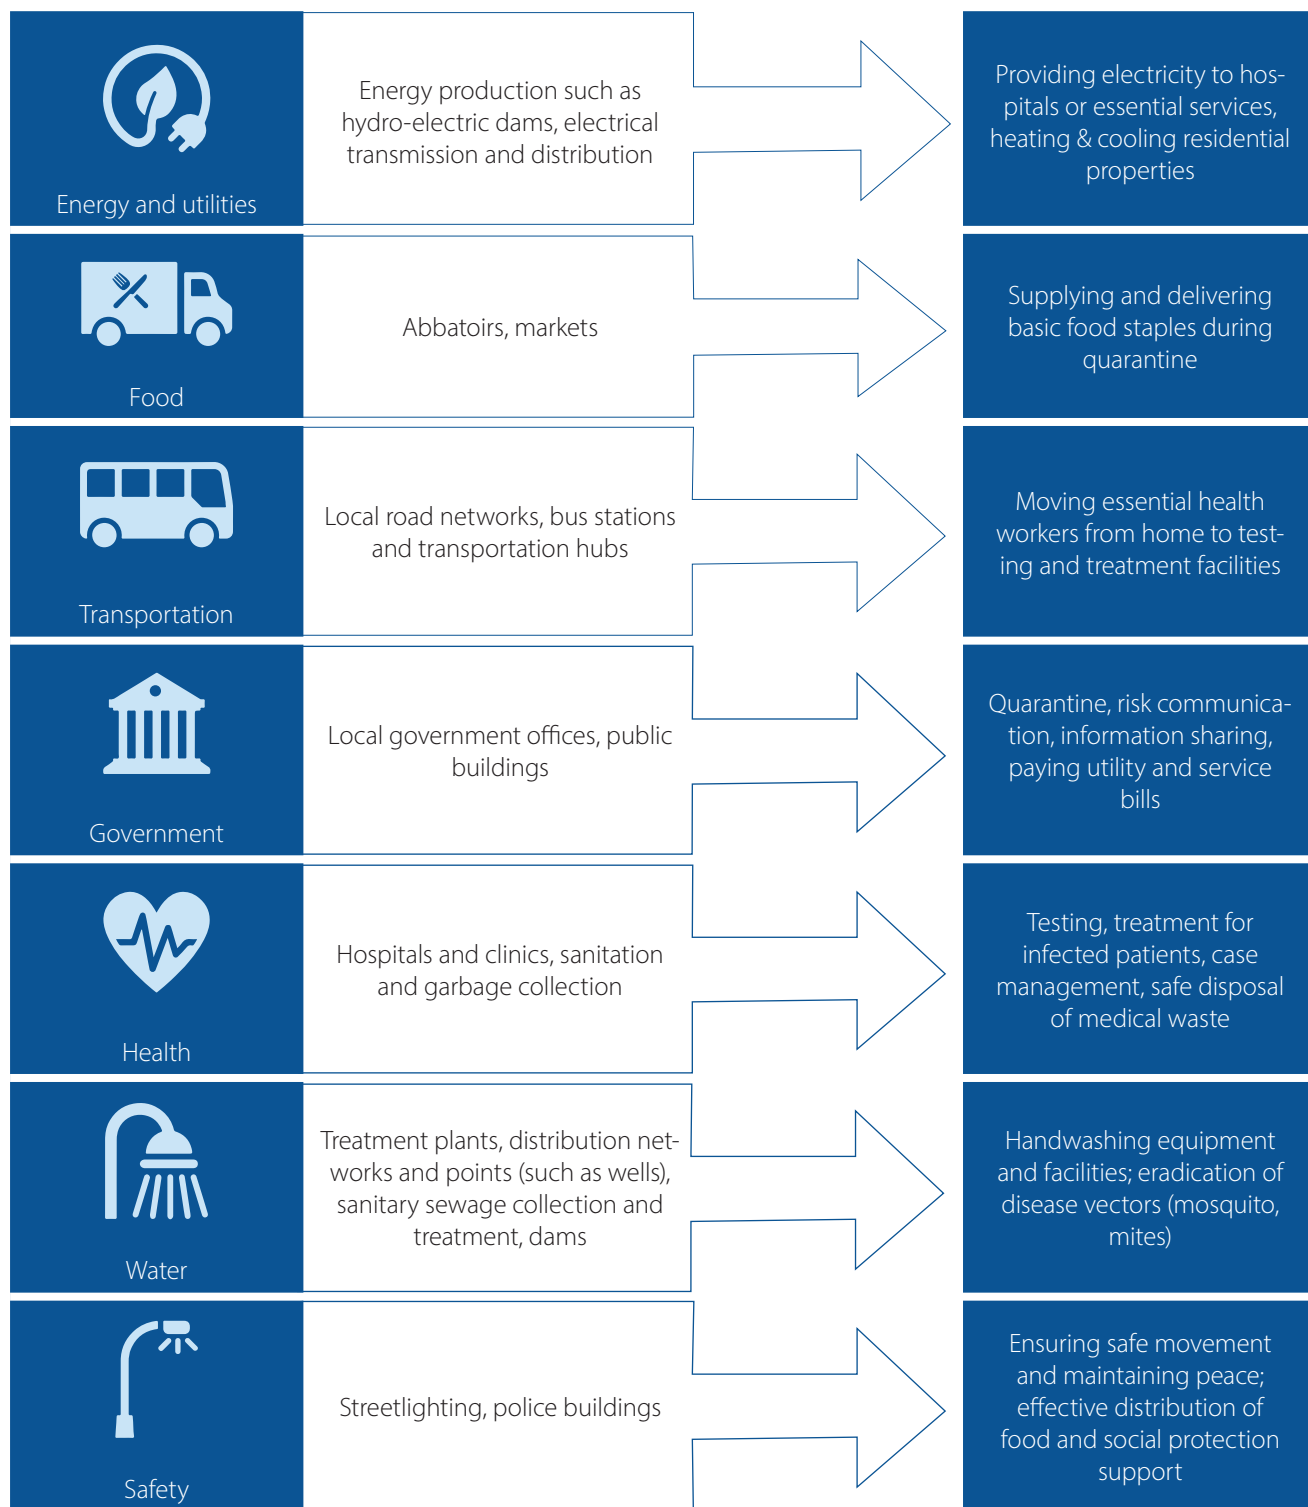 Energy and utilities
Energy production such as
hydro-electric dams, electrical
transmission and distribution
Providing electricity to hos-
pitals or essential services,
heating & cooling residential
properties
Food
Abbatoirs, markets
Supplying and delivering
basic food staples during
quarantine
Transportation
Local road networks, bus stations
and transportation hubs
Moving essential health
workers from home to test-
ing and treatment facilities
Government
Local government offices, public
buildings
Quarantine, risk communica-
tion, information sharing,
paying utility and service
bills
Health
Hospitals and clinics, sanitation
and garbage collection
Testing, treatment for
infected patients, case
management, safe disposal
of medical waste
Water
Treatment plants, distribution net-
works and points (such as wells),
sanitary sewage collection and
treatment, dams
Handwashing equipment
and facilities; eradication of
disease vectors (mosquito,
mites)
Safety
Streetlighting, police buildings
Ensuring safe movement
and maintaining peace;
effective distribution of
food and social protection
support